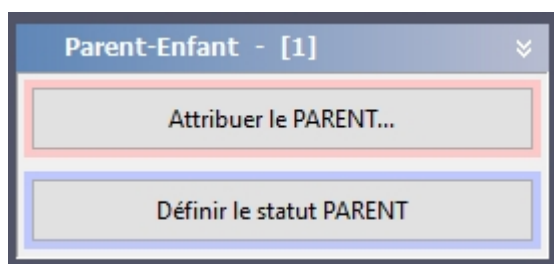 Parent-Enfant - [1]
Attribuer le PARENT...
Définir le statut PARENT